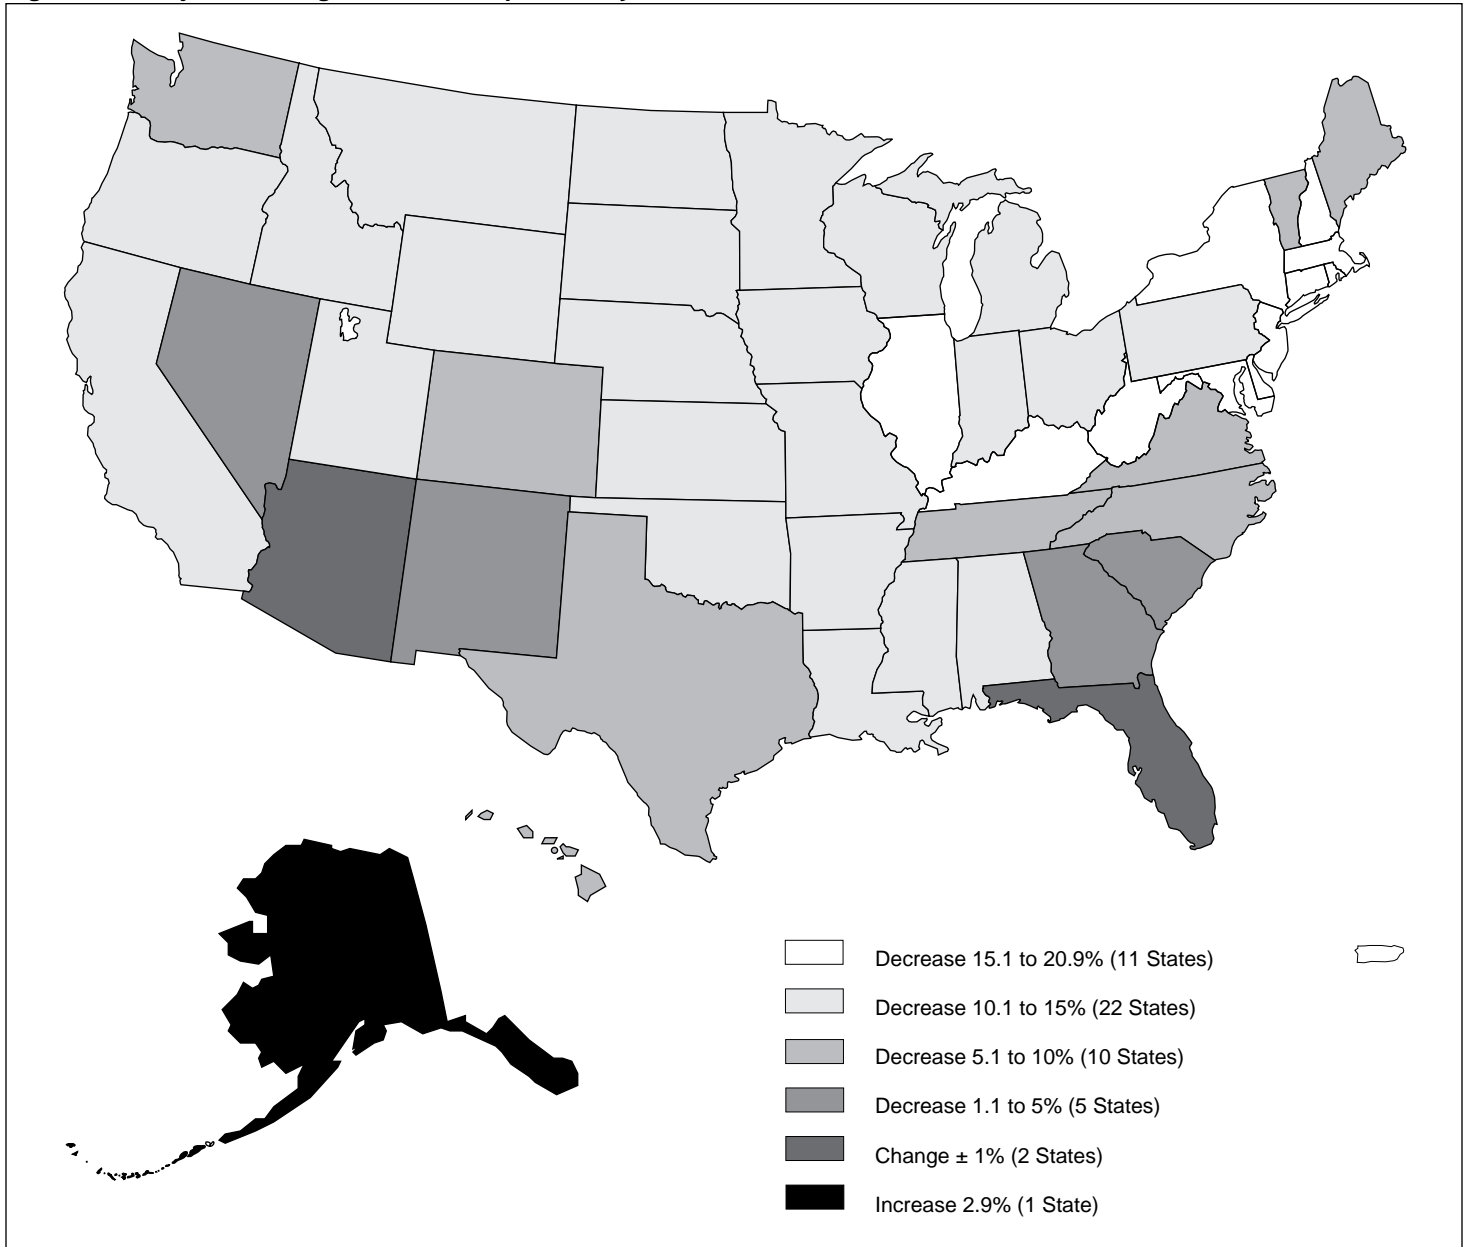 Decrease 15.1 to 20.9% (11 States)
Decrease 10.1 to 15% (22 States)
Decrease 5.1 to 10% (10 States)
Decrease 1.1 to 5% (5 States)
Change ± 1% (2 States)
Increase 2.9% (1 State)